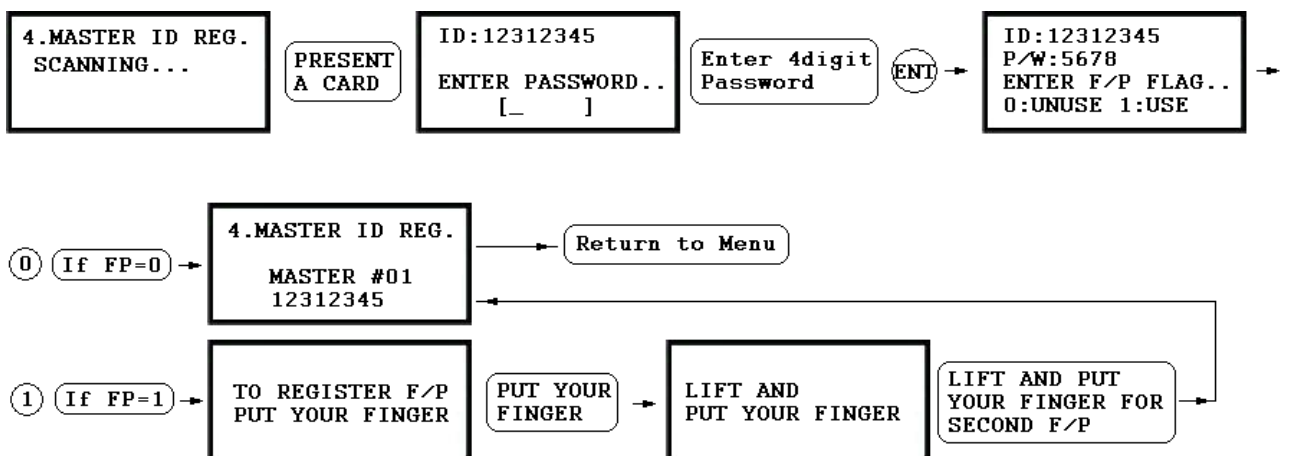 4.MASTER ID REG.
SCANNING...
PRESENT
A CARD
ID:12312345
ENTER PASSWORD..
[_ ]
Enter 4digit
Password
ENT
ID:12312345
P/W:5678
ENTER F/P FLAG..
0:UNUSE 1:USE
0
If FP=0
4.MASTER ID REG.
MASTER #01
12312345
Return to Menu
1
If FP=1
TO REGISTER F/P
PUT YOUR FINGER
PUT YOUR
FINGER
LIFT AND
PUT YOUR FINGER
LIFT AND PUT
YOUR FINGER FOR
SECOND F/P